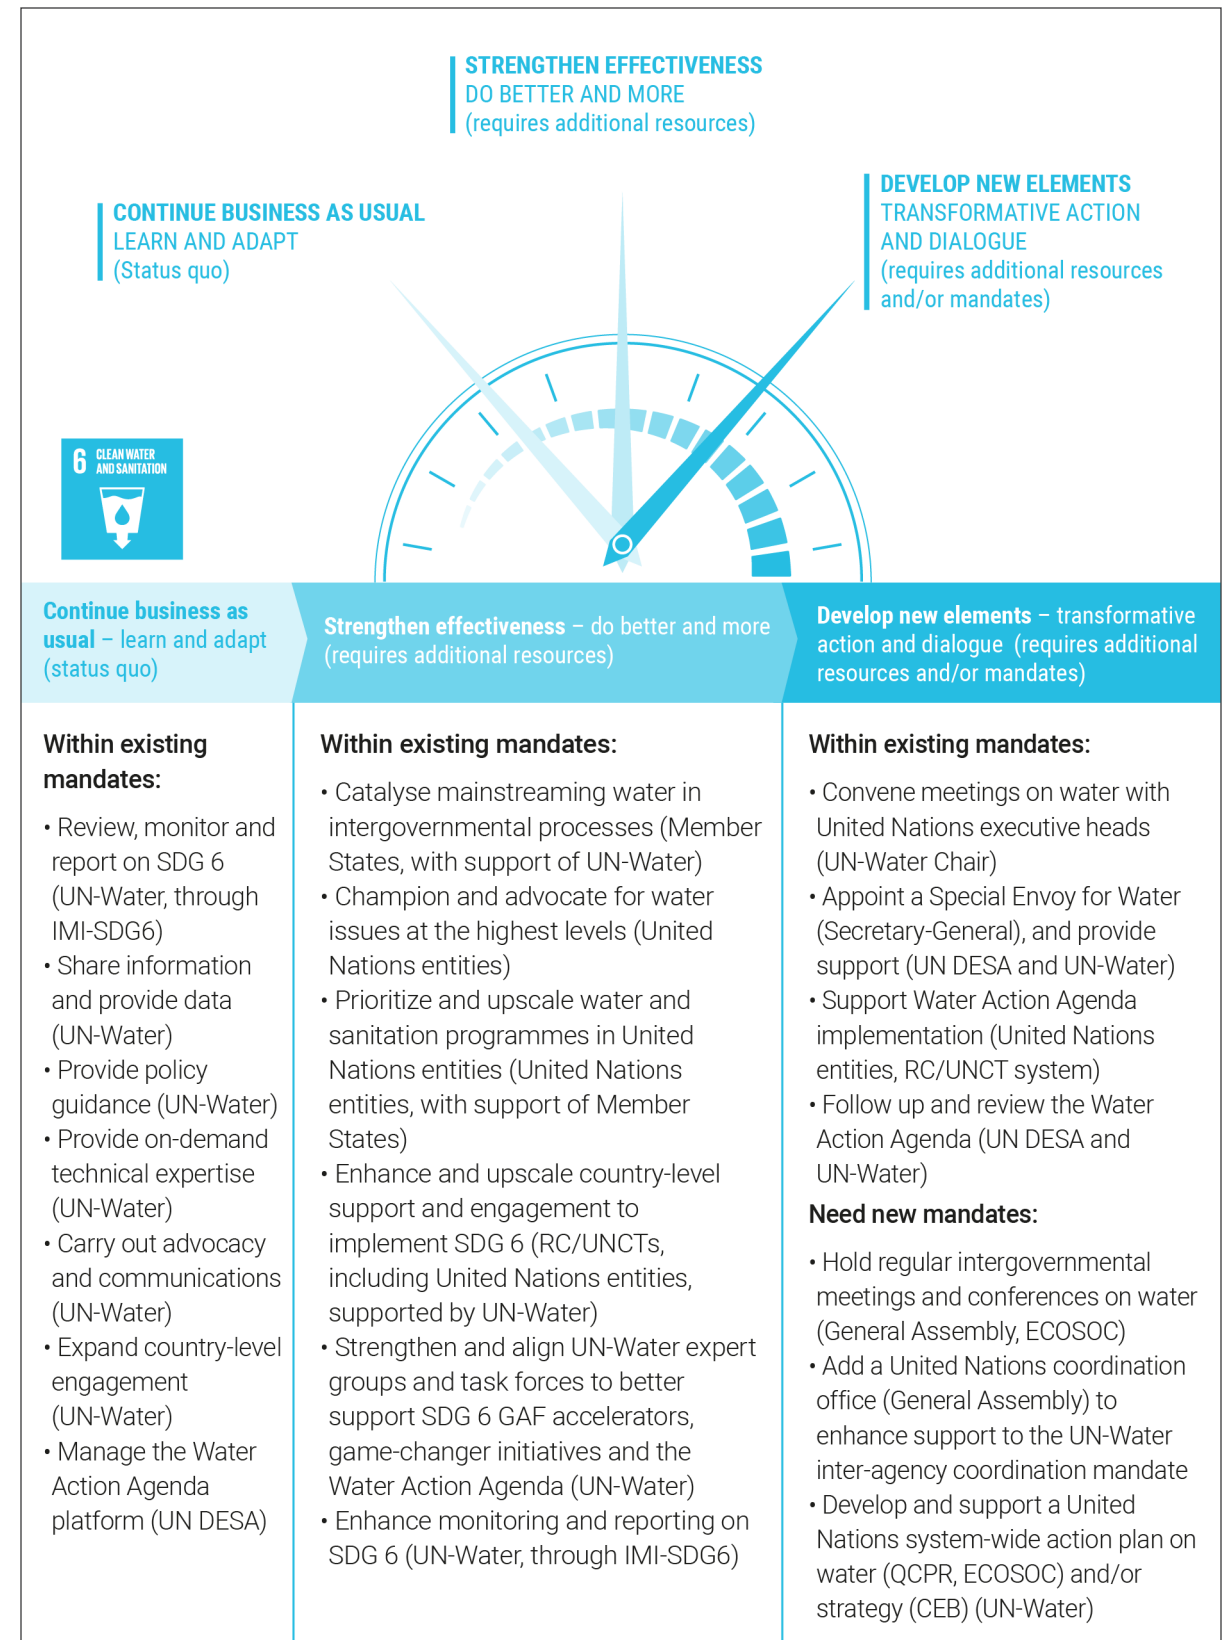 STRENGTHEN EFFECTIVENESS
DO BETTER AND MORE
(requires additional resources)
DEVELOP NEW ELEMENTS
TRANSFORMATIVE ACTION
AND DIALOGUE
(requires additional resources
and/or mandates)
CONTINUE BUSINESS AS USUAL
LEARN AND ADAPT
(Status quo)
6 CLEAN WATER
AND SANITATION
Continue business as
usual – learn and adapt
(status quo)
Strengthen effectiveness – do better and more
(requires additional resources)
Develop new elements – transformative
action and dialogue (requires additional
resources and/or mandates)
Within existing
mandates:
• Review, monitor and
report on SDG 6
(UN-Water, through
IMI-SDG6)
• Share information
and provide data
(UN-Water)
• Provide policy
guidance (UN-Water)
• Provide on-demand
technical expertise
(UN-Water)
• Carry out advocacy
and communications
(UN-Water)
• Expand country-level
engagement
(UN-Water)
• Manage the Water
Action Agenda
platform (UN DESA)
Within existing mandates:
• Catalyse mainstreaming water in
intergovernmental processes (Member
States, with support of UN-Water)
• Champion and advocate for water
issues at the highest levels (United
Nations entities)
• Prioritize and upscale water and
sanitation programmes in United
Nations entities (United Nations
entities, with support of Member
States)
• Enhance and upscale country-level
support and engagement to
implement SDG 6 (RC/UNCTs,
including United Nations entities,
supported by UN-Water)
• Strengthen and align UN-Water expert
groups and task forces to better
support SDG 6 GAF accelerators,
game-changer initiatives and the
Water Action Agenda (UN-Water)
• Enhance monitoring and reporting on
SDG 6 (UN-Water, through IMI-SDG6)
Within existing mandates:
• Convene meetings on water with
United Nations executive heads
(UN-Water Chair)
• Appoint a Special Envoy for Water
(Secretary-General), and provide
support (UN DESA and UN-Water)
• Support Water Action Agenda
implementation (United Nations
entities, RC/UNCT system)
• Follow up and review the Water
Action Agenda (UN DESA and
UN-Water)
Need new mandates:
• Hold regular intergovernmental
meetings and conferences on water
(General Assembly, ECOSOC)
• Add a United Nations coordination
office (General Assembly) to
enhance support to the UN-Water
inter-agency coordination mandate
• Develop and support a United
Nations system-wide action plan on
water (QCPR, ECOSOC) and/or
strategy (CEB) (UN-Water)